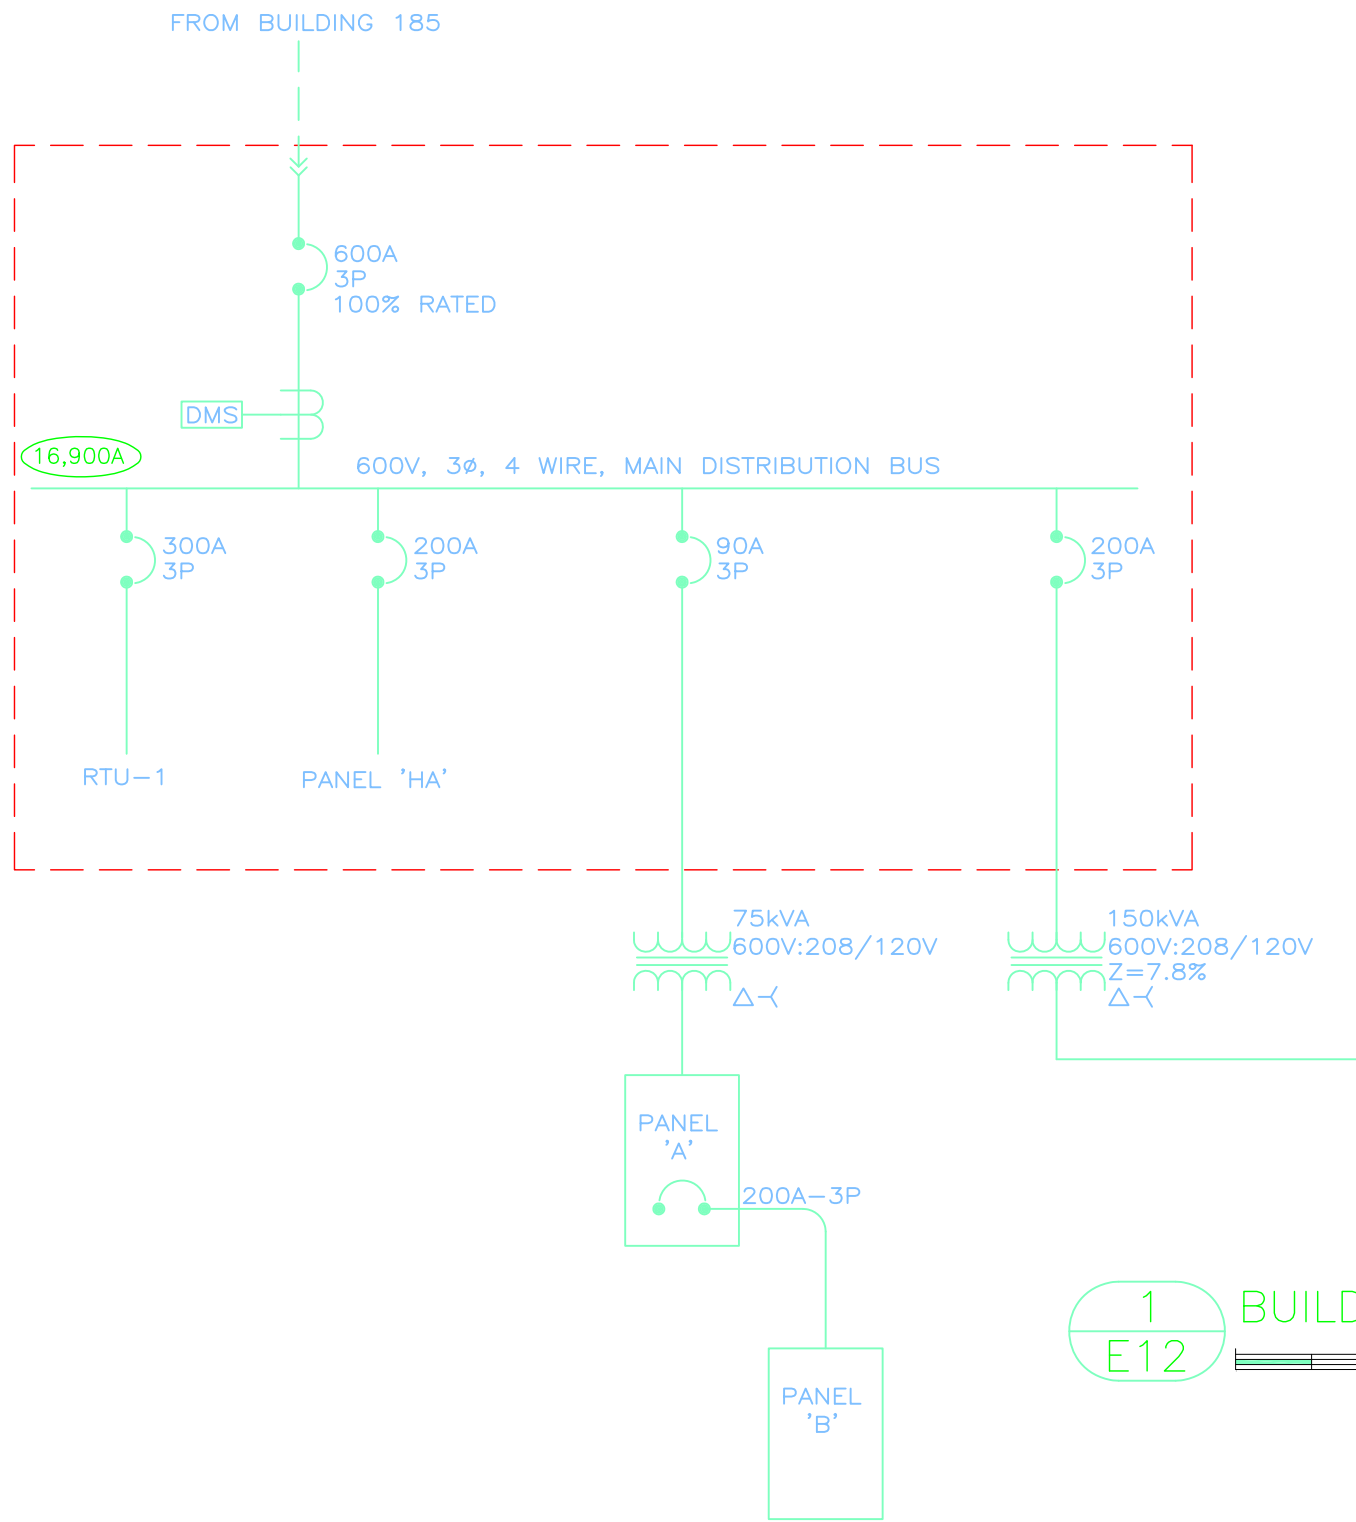 FROM BUILDING 185
600A
3P
100% RATED
DMS
16,900A
600V, 3ø, 4 WIRE, MAIN DISTRIBUTION BUS
300A
3P
200A
3P
90A
3P
200A
3P
RTU-1
PANEL 'HA'
75kVA
600V:208/120V
150kVA
600V:208/120V
Z=7.8%
PANEL
'A'
200A-3P
1
E12
PANEL
'B'